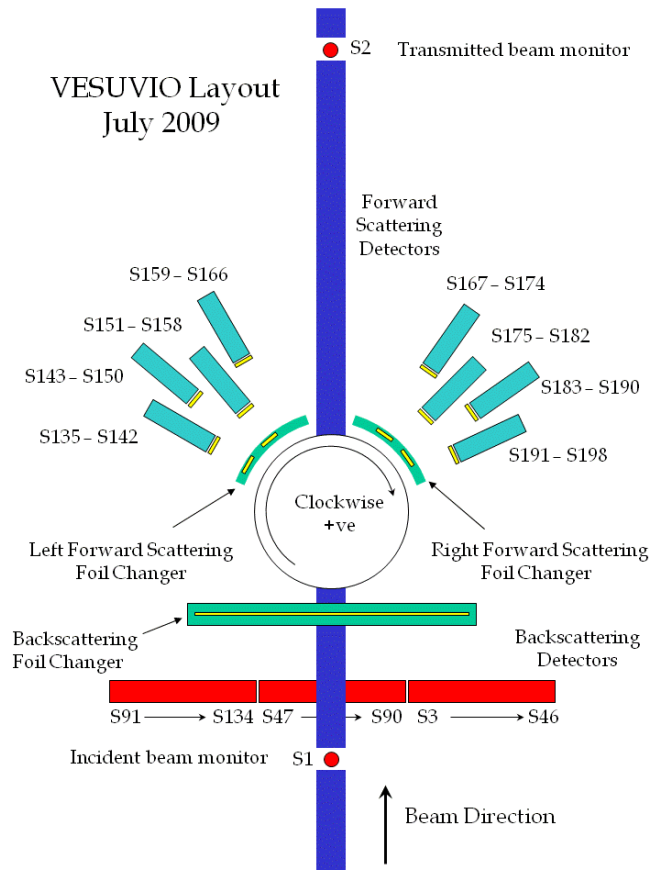 S2
Transmitted beam monitor
VESUVIO Layout
July 2009
Forward
Scattering
Detectors
S159 – S166
S151 – S158
S143 – S150
S135 – S142
S167 – S174
S175 – S182
S183 – S190
S191 – S198
Clockwise
+ve
Left Forward Scattering
Foil Changer
Right Forward Scattering
Foil Changer
Backscattering
Foil Changer
Backscattering
Detectors
S91
S134
S47
S90
S3
S46
Incident beam monitor
S1
Beam Direction